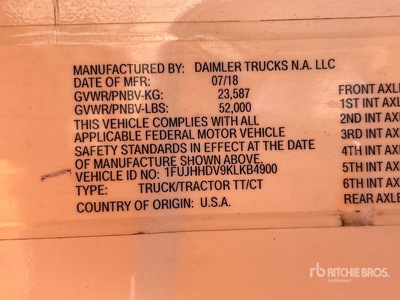 MANUFACTURED BY: DAIMLER TRUCKS N.A. LLC
DATE OF MFR: 07/18
GVWR/PNBV-KG: 23,587
GVWR/PNBV-LBS: 52,000
THIS VEHICLE COMPLIES WITH ALL
APPLICABLE FEDERAL MOTOR VEHICLE
SAFETY STANDARDS IN EFFECT AT THE DATE
OF MANUFACTURE SHOWN ABOVE.
VEHICLE ID NO: 1FUJHHDV9KLKB4900
TYPE: TRUCK/TRACTOR TT/CT
COUNTRY OF ORIGIN: U.S.A.
FRONT AXL
1ST INT AX
2ND INT AX
3RD INT AX
4TH INT AX
5TH INT AX
6TH INT AX
REAR AXLE
rb RITCHIE BROS.